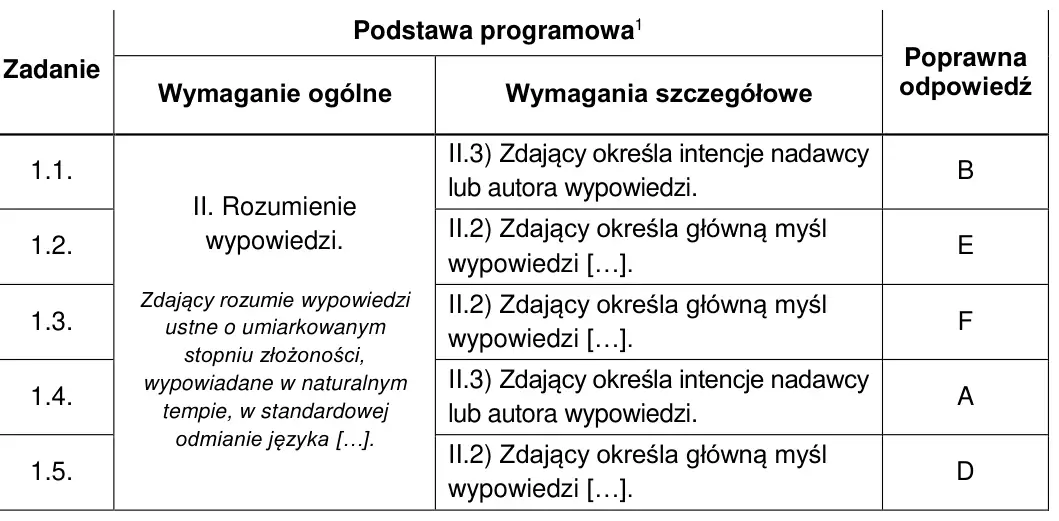 Zadanie
Podstawa programowa¹
Poprawna
odpowiedź
Wymaganie ogólne
Wymagania szczegółowe
II. Rozumienie
wypowiedzi.
Zdający rozumie wypowiedzi
ustne o umiarkowanym
stopniu złożoności,
wypowiadane w naturalnym
tempie, w standardowej
odmianie języka […].
1.1.
II.3) Zdający określa intencje nadawcy
lub autora wypowiedzi.
B
1.2.
II.2) Zdający określa główną myśl
wypowiedzi […].
E
1.3.
II.2) Zdający określa główną myśl
wypowiedzi […].
F
1.4.
II.3) Zdający określa intencje nadawcy
lub autora wypowiedzi.
A
1.5.
II.2) Zdający określa główną myśl
wypowiedzi […].
D